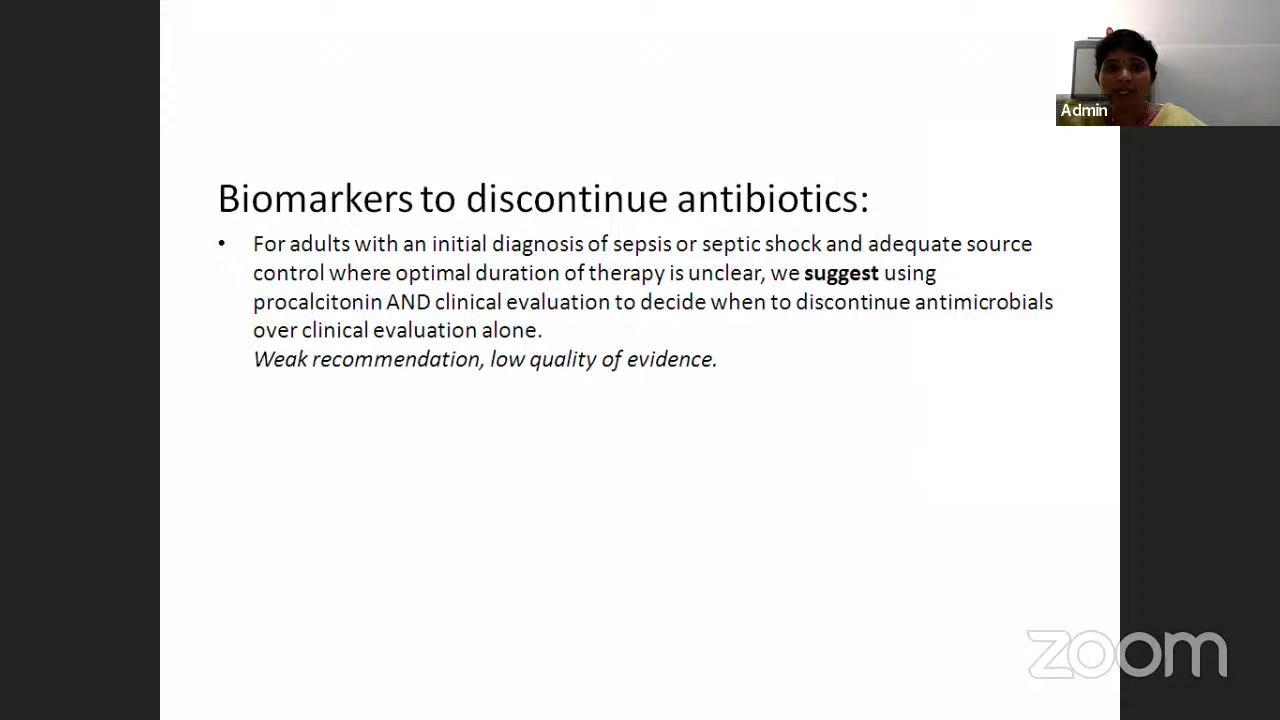 Admin
Biomarkers to discontinue antibiotics:
• For adults with an initial diagnosis of sepsis or septic shock and adequate source
control where optimal duration of therapy is unclear, we suggest using
procalcitonin AND clinical evaluation to decide when to discontinue antimicrobials
over clinical evaluation alone.
Weak recommendation, low quality of evidence.
zoom